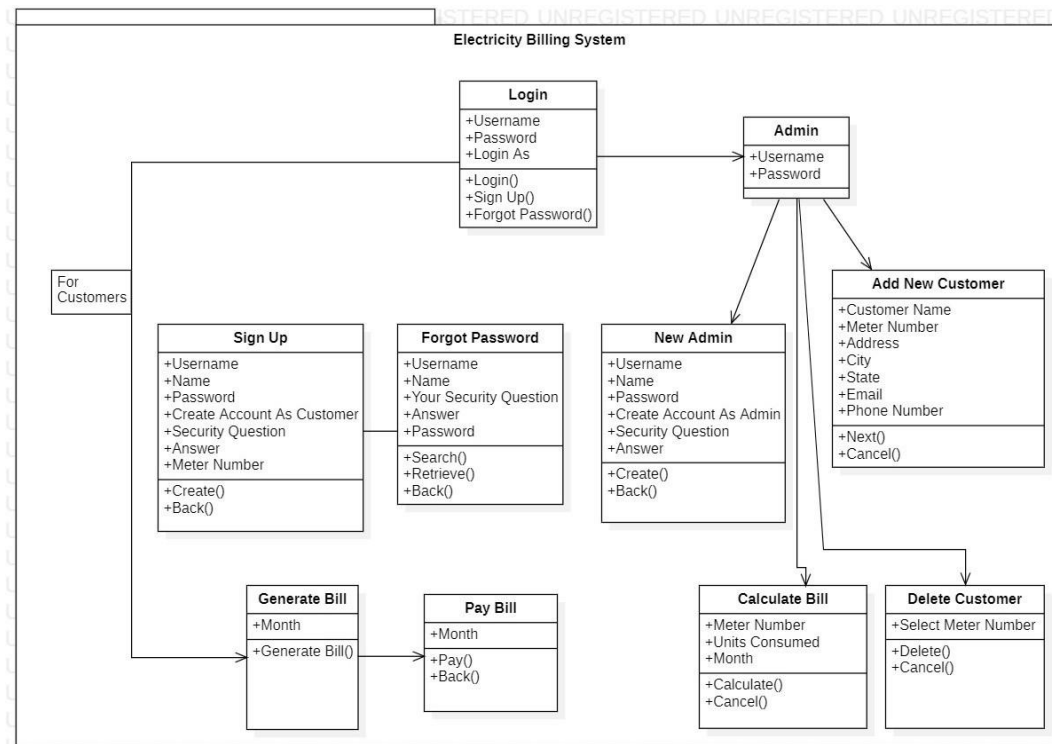 STERED UNREGISTERED UNREGISTERED UNREGISTERED
Electricity Billing System
Login
+Username
+Password
+Login As
+Login()
+Sign Up()
+Forgot Password()
Admin
+Username
+Password
For
Customers
Sign Up
+Username
+Name
+Password
+Create Account As Customer
+Security Question
+Answer
+Meter Number
+Create()
+Back()
Forgot Password
+Username
+Name
+Your Security Question
+Answer
+Password
+Search()
+Retrieve()
+Back()
New Admin
+Username
+Name
+Password
+Create Account As Admin
+Security Question
+Answer
+Create()
+Back()
Add New Customer
+Customer Name
+Meter Number
+Address
+City
+State
+Email
+Phone Number
+Next()
+Cancel()
Generate Bill
+Month
+Generate Bill()
Pay Bill
+Month
+Pay()
+Back()
Calculate Bill
+Meter Number
+Units Consumed
+Month
+Calculate()
+Cancel()
Delete Customer
+Select Meter Number
+Delete()
+Cancel()